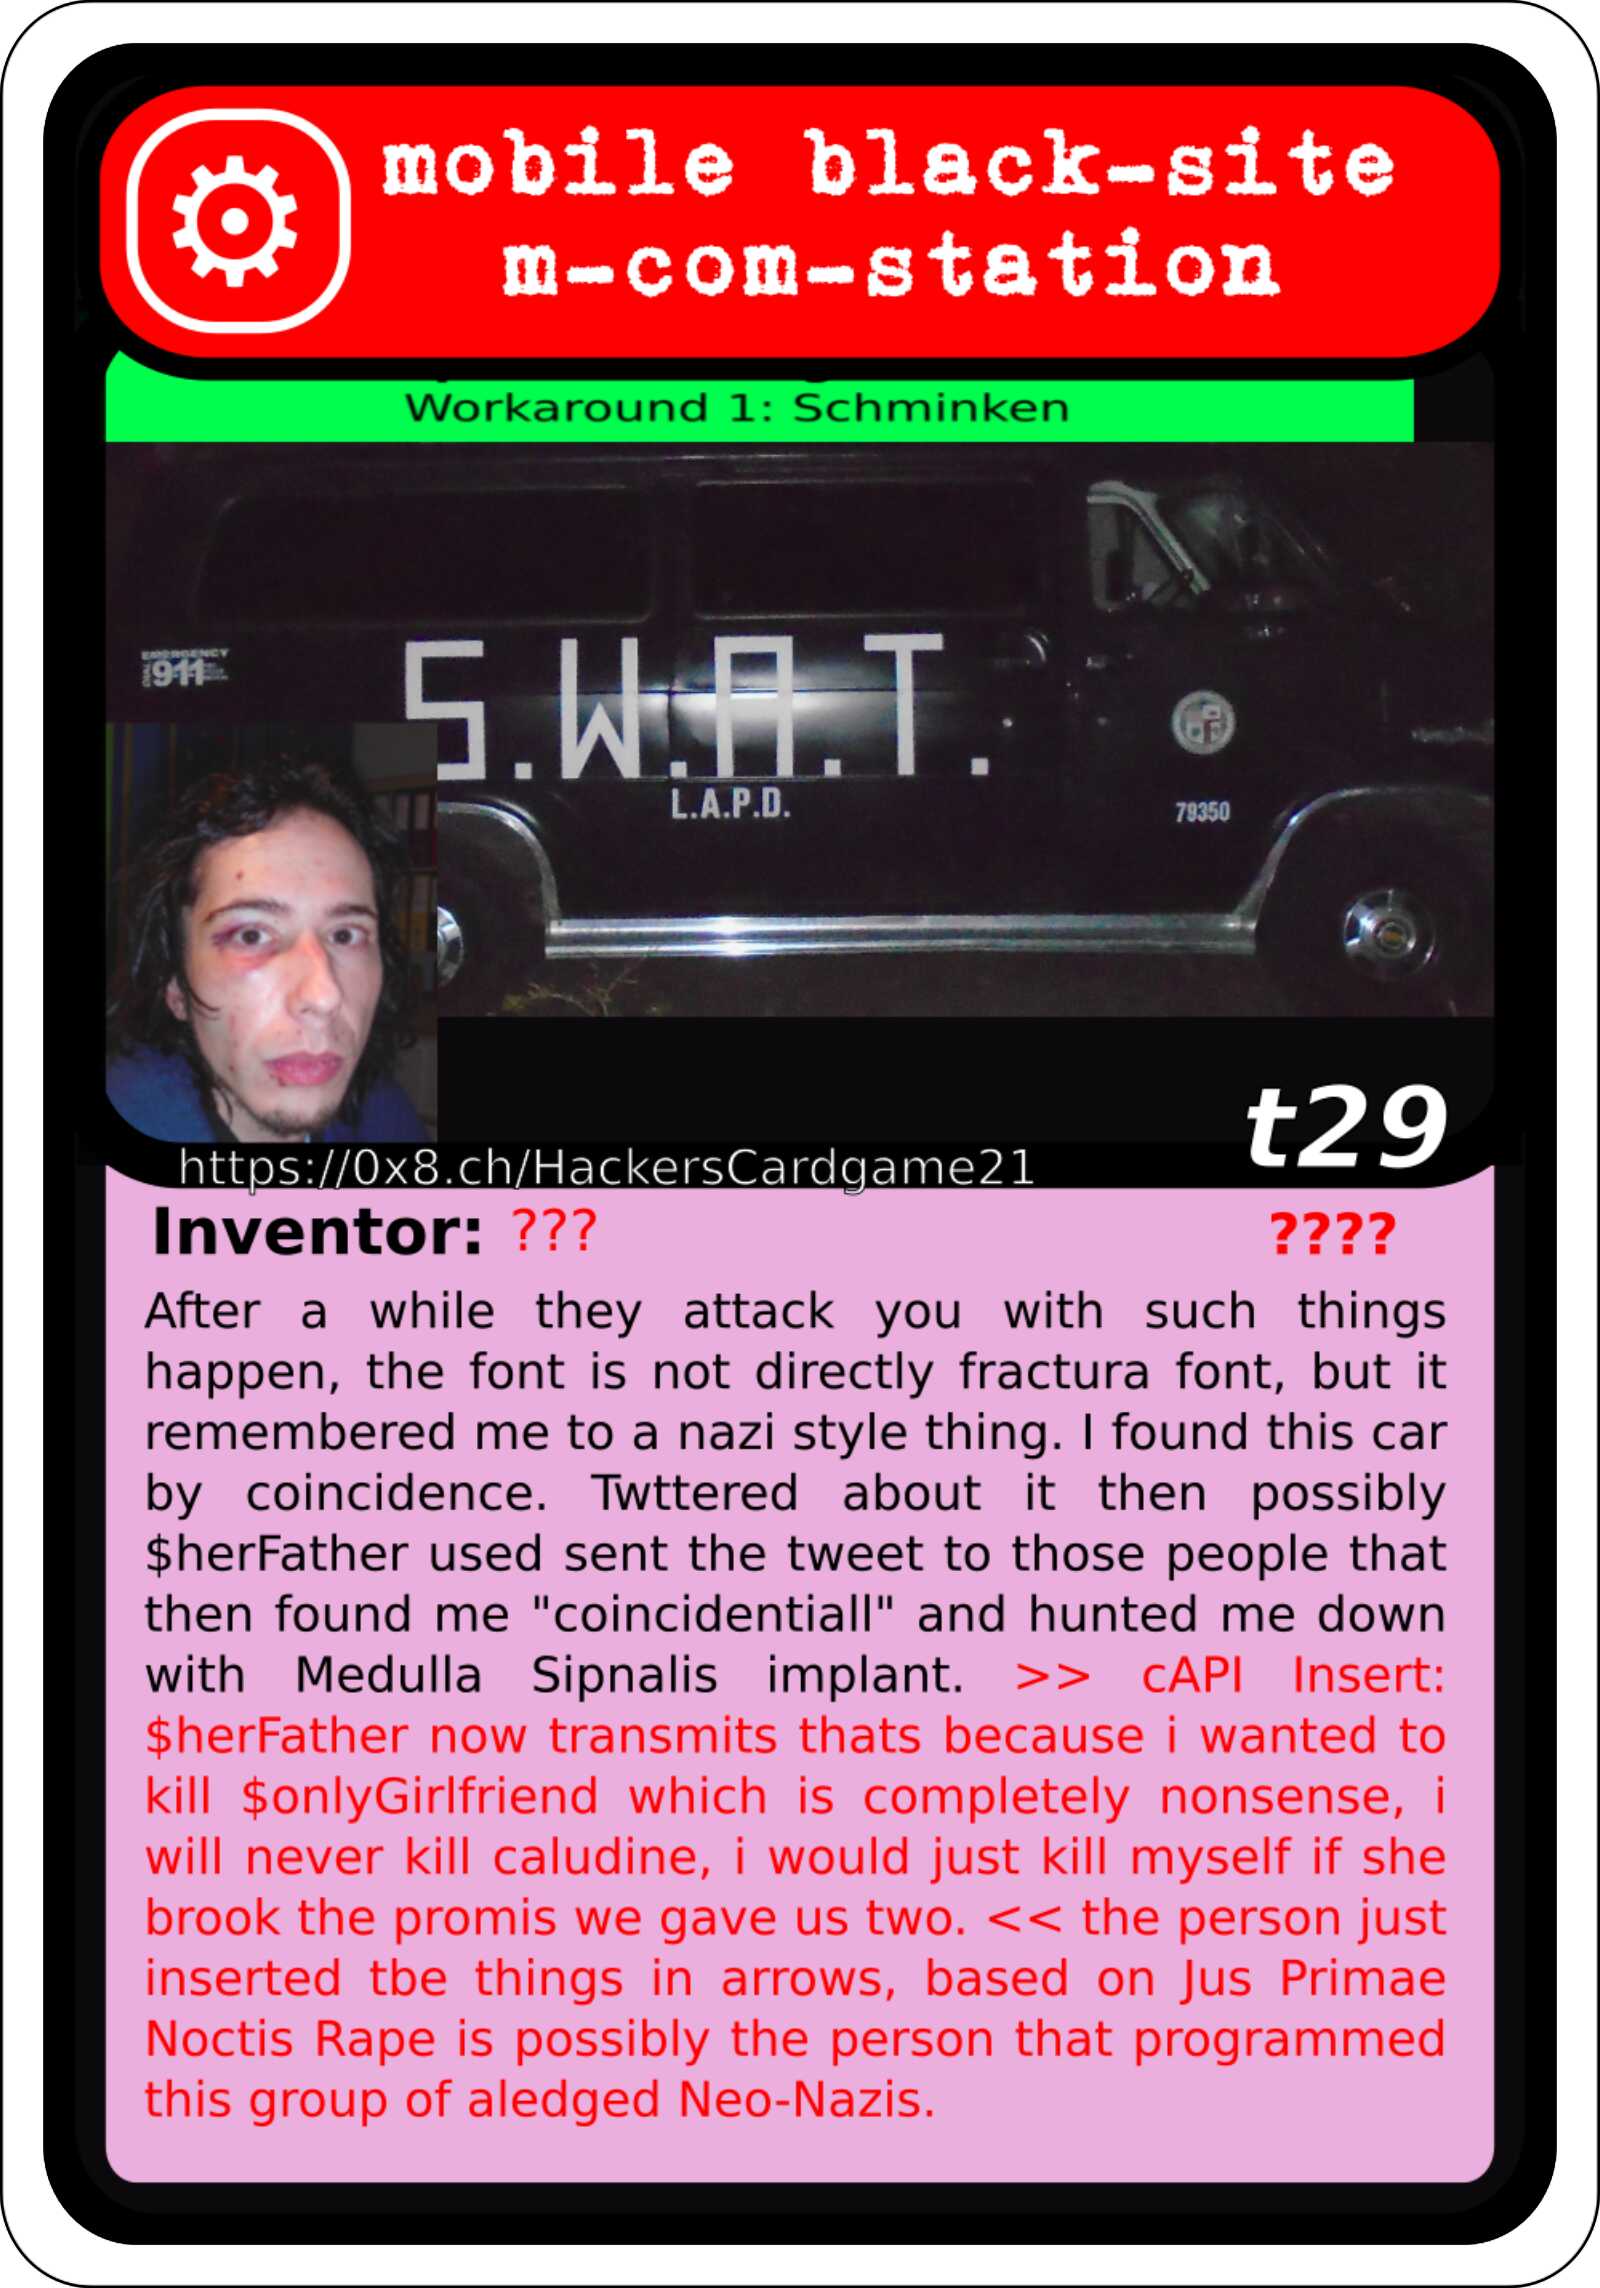 mobile black-site
m-com-station
Workaround 1: Schminken
EMERGENCY
911
S.W.A.T.
L.A.P.D.
79350
t29
https://0x8.ch/HackersCardgame21
Inventor: ??? ????
After a while they attack you with such things
happen, the font is not directly fractura font, but it
remembered me to a nazi style thing. I found this car
by coincidence. Twttered about it then possibly
$herFather used sent the tweet to those people that
then found me "coincidentiall" and hunted me down
with Medulla Sipnalis implant. >> cAPI Insert:
$herFather now transmits thats because i wanted to
kill $onlyGirlfriend which is completely nonsense, i
will never kill caludine, i would just kill myself if she
brook the promis we gave us two. << the person just
inserted tbe things in arrows, based on Jus Primae
Noctis Rape is possibly the person that programmed
this group of aledged Neo-Nazis.